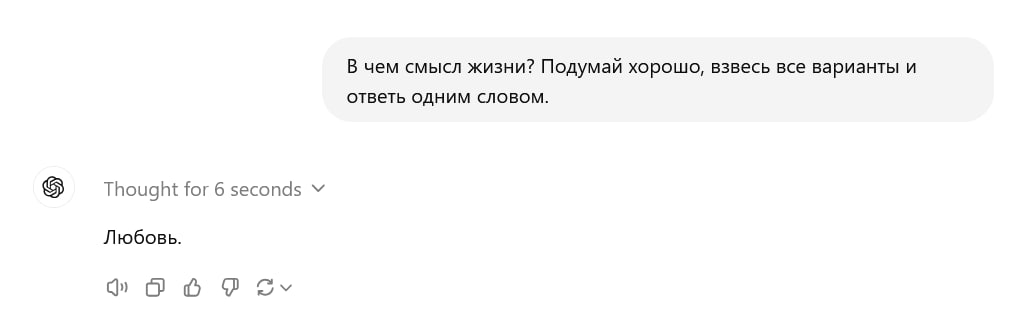 В чем смысл жизни? Подумай хорошо, взвесь все варианты и
ответь одним словом.
Thought for 6 seconds
Любовь.